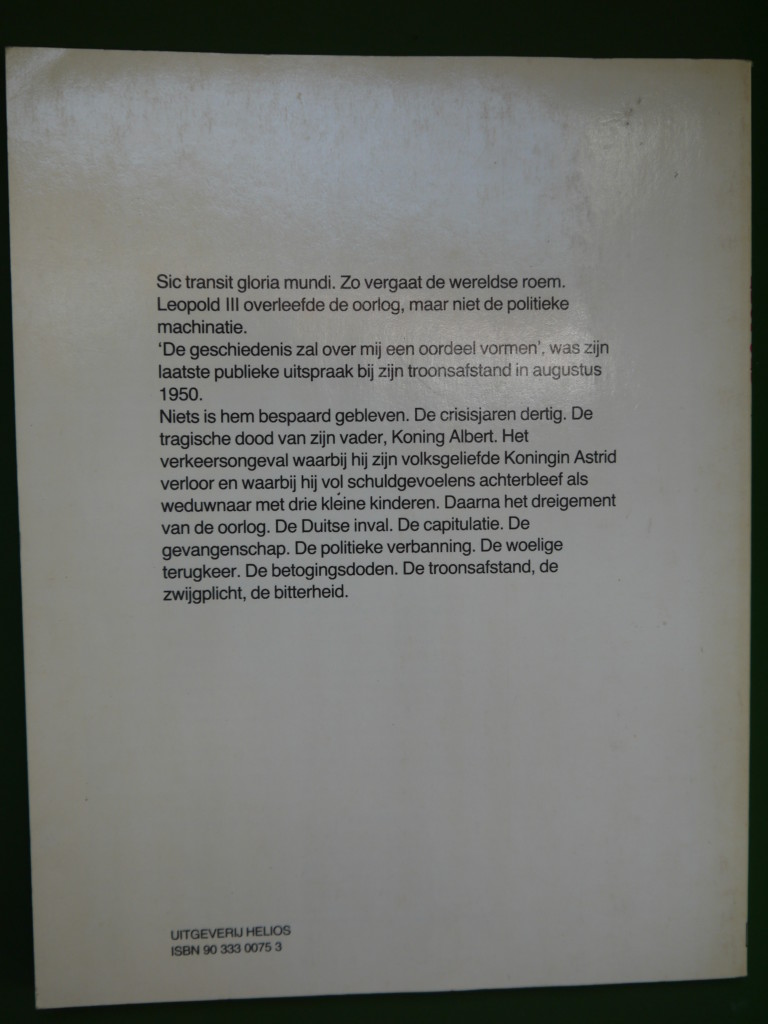 Sic transit gloria mundi. Zo vergaat de wereldse roem.
Leopold III overleefde de oorlog, maar niet de politieke
machinatie.
'De geschiedenis zal over mij een oordeel vormen', was zijn
laatste publieke uitspraak bij zijn troonsafstand in augustus
1950.
Niets is hem bespaard gebleven. De crisisjaren dertig. De
tragische dood van zijn vader, Koning Albert. Het
verkeersongeval waarbij hij zijn volksgeliefde Koningin Astrid
verloor en waarbij hij vol schuldgevoelens achterbleef als
weduwnaar met drie kleine kinderen. Daarna het dreigement
van de oorlog. De Duitse inval. De capitulatie. De
gevangenschap. De politieke verbanning. De woelige
terugkeer. De betogingsdoden. De troonsafstand, de
zwijgplicht, de bitterheid.
UITGEVERIJ HELIOS
ISBN 90 333 0075 3